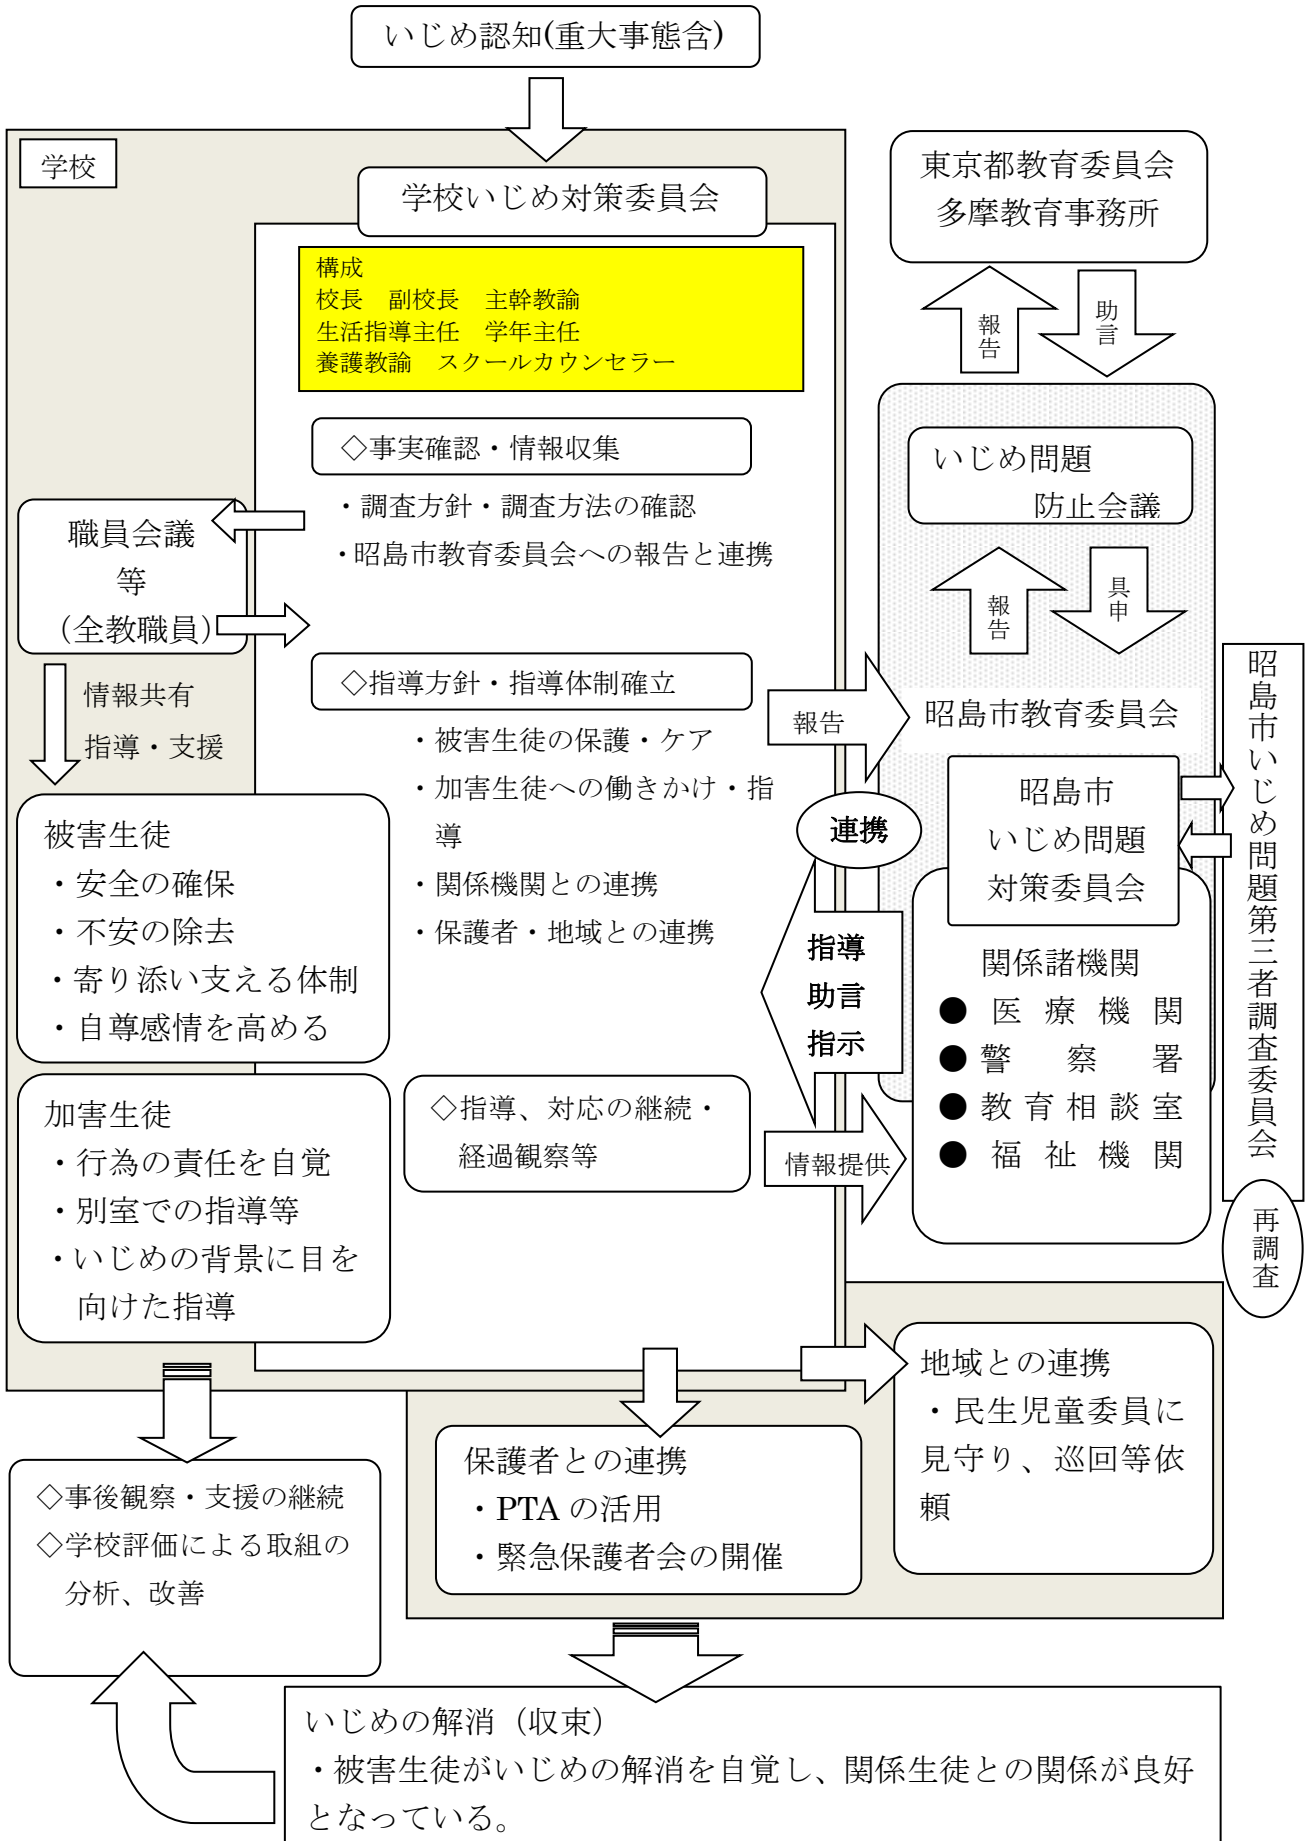 いじめ認知(重大事態含)
学校
学校いじめ対策委員会
構成
校長　副校長　主幹教諭
生活指導主任　学年主任
養護教諭　スクールカウンセラー
◇事実確認・情報収集
・調査方針・調査方法の確認
・昭島市教育委員会への報告と連携
職員会議
等
（全教職員）
情報共有
指導・支援
◇指導方針・指導体制確立
・被害生徒の保護・ケア
・加害生徒への働きかけ・指
導
・関係機関との連携
・保護者・地域との連携
被害生徒
・安全の確保
・不安の除去
・寄り添い支える体制
・自尊感情を高める
加害生徒
・行為の責任を自覚
・別室での指導等
・いじめの背景に目を
向けた指導
◇指導、対応の継続・
経過観察等
東京都教育委員会
多摩教育事務所
報告
助言
いじめ問題
防止会議
報告
具申
報告
昭島市教育委員会
連携
昭島市
いじめ問題
対策委員会
指導
助言
指示
関係諸機関
●医療機関
●警察署
●教育相談室
●福祉機関
情報提供
昭島市いじめ問題第三者調査委員会
再調査
地域との連携
・民生児童委員に
見守り、巡回等依
頼
保護者との連携
・PTAの活用
・緊急保護者会の開催
◇事後観察・支援の継続
◇学校評価による取組の
分析、改善
いじめの解消（収束）
・被害生徒がいじめの解消を自覚し、関係生徒との関係が良好
となっている。